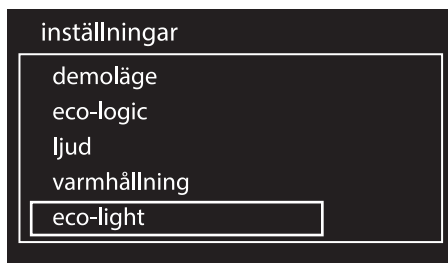 inställningar
demoläge
eco-logic
ljud
varmhållning
eco-light